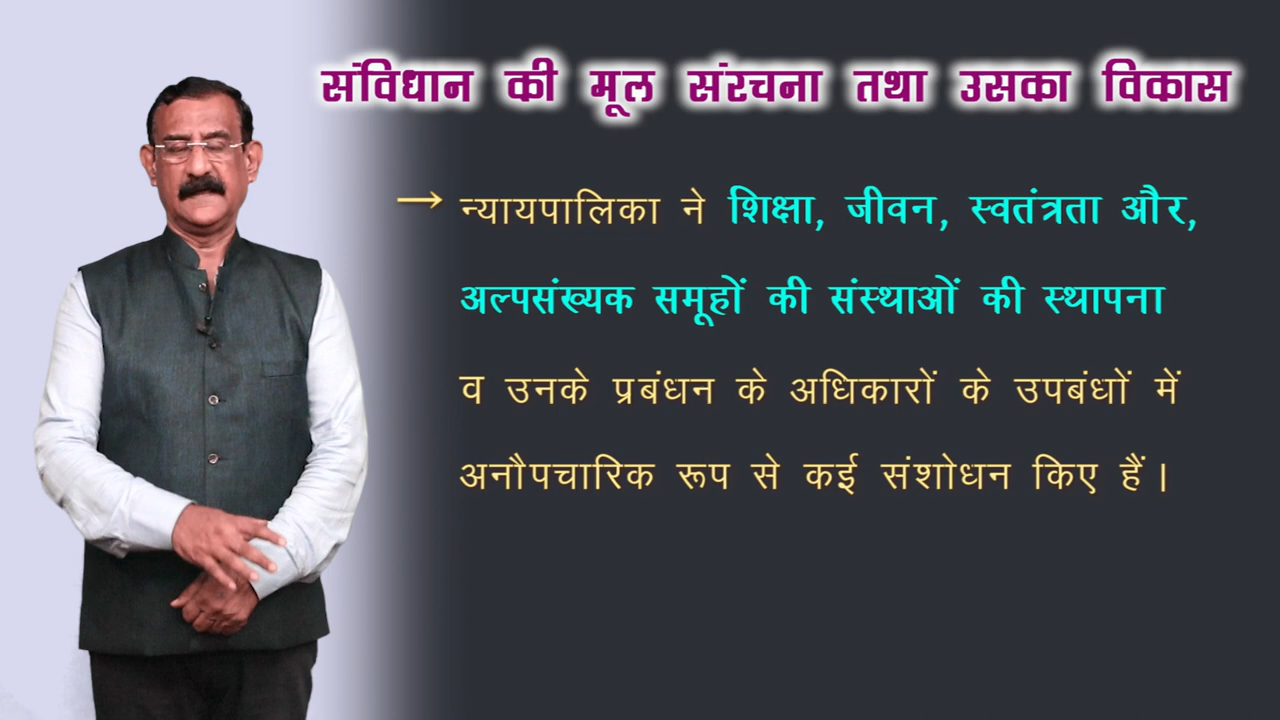 संविधान की मूल संरचना तथा उसका विकास
→ न्यायपालिका ने शिक्षा, जीवन, स्वतंत्रता और,
अल्पसंख्यक समूहों की संस्थाओं की स्थापना
व उनके प्रबंधन के अधिकारों के उपबंधों में
अनौपचारिक रूप से कई संशोधन किए हैं।